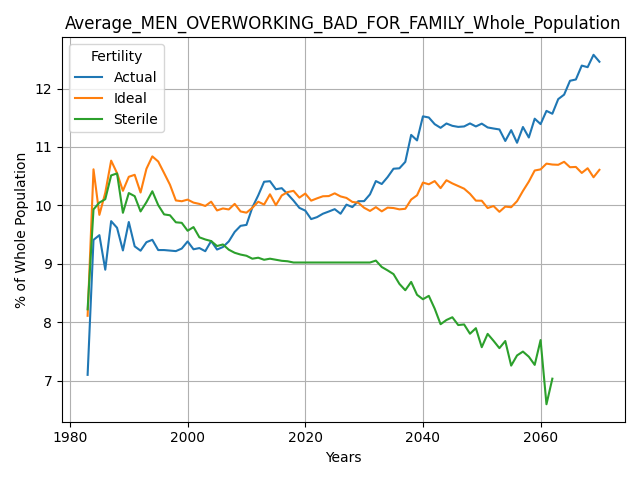 Average_MEN_OVERWORKING_BAD_FOR_FAMILY_Whole_Population
Fertility
Actual
Ideal
Sterile
% of Whole Population
12
11
10
9
8
7
1980
2000
2020
2040
2060
Years